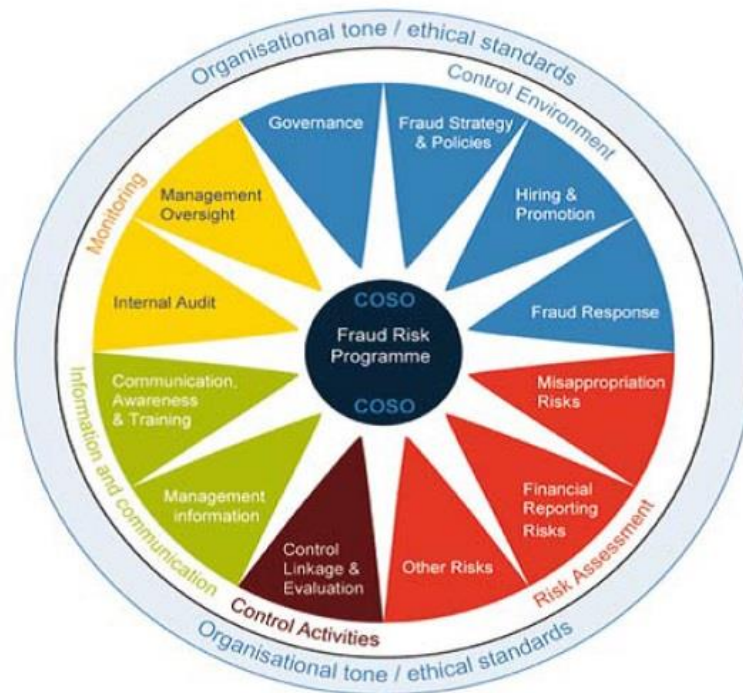 Organisational tone / ethical standards
Control Environment
Governance
Fraud Strategy
& Policies
Hiring &
Promotion
Fraud Response
Misappropriation
Risks
Financial
Reporting
Risks
Risk Assessment
Other Risks
Control
Linkage &
Evaluation
Control Activities
Management
information
Communication,
Awareness
& Training
Information and communication
Internal Audit
Management
Oversight
Monitoring
COSO
Fraud Risk
Programme
COSO
Organisational tone / ethical standards